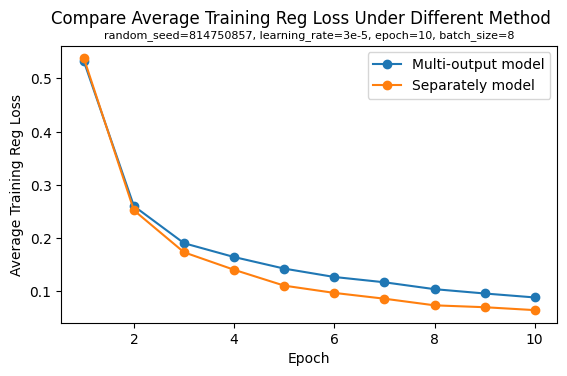 Compare Average Training Reg Loss Under Different Method
random_seed=814750857, learning_rate=3e-5, epoch=10, batch_size=8
Multi-output model
Separately model
Average Training Reg Loss
0.5
0.4
0.3
0.2
0.1
2 4 6 8 10
Epoch